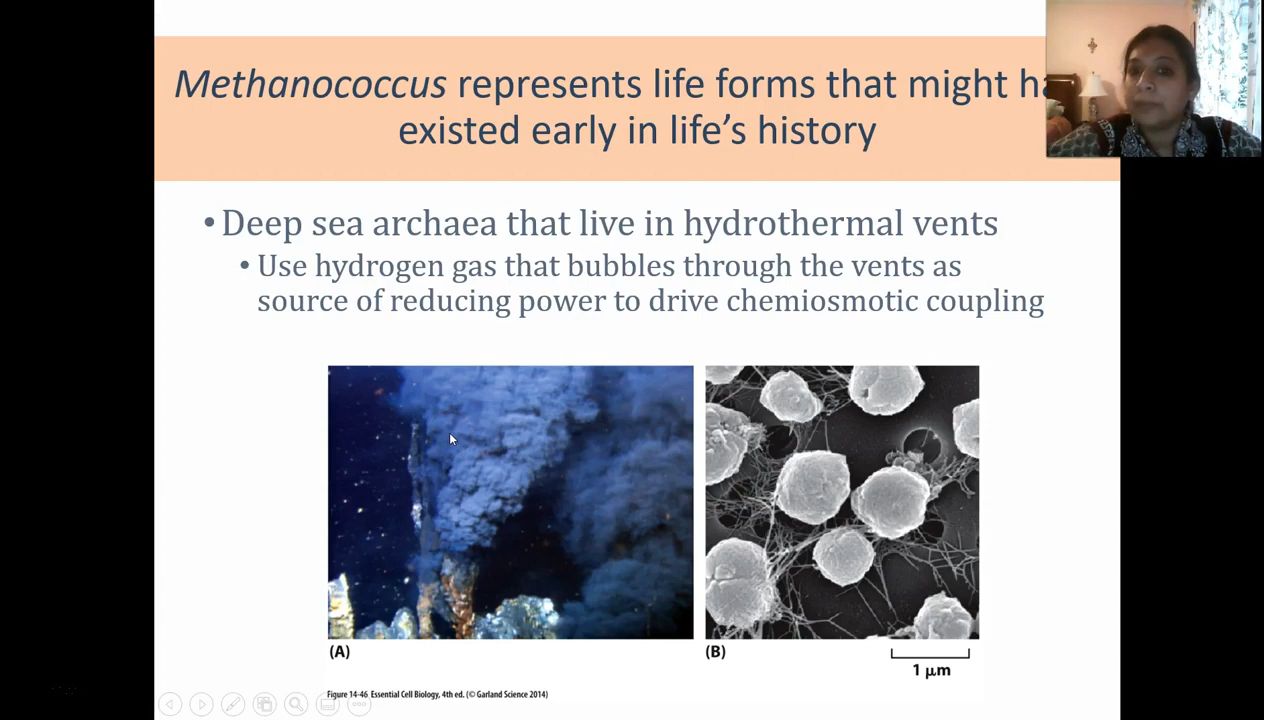 Methanococcus represents life forms that might ha
existed early in life's history
• Deep sea archaea that live in hydrothermal vents
• Use hydrogen gas that bubbles through the vents as
source of reducing power to drive chemiosmotic coupling
(A)
(B)
1 μm
Figure 14-46 Essential Cell Biology, 4th ed. (© Garland Science 2014)